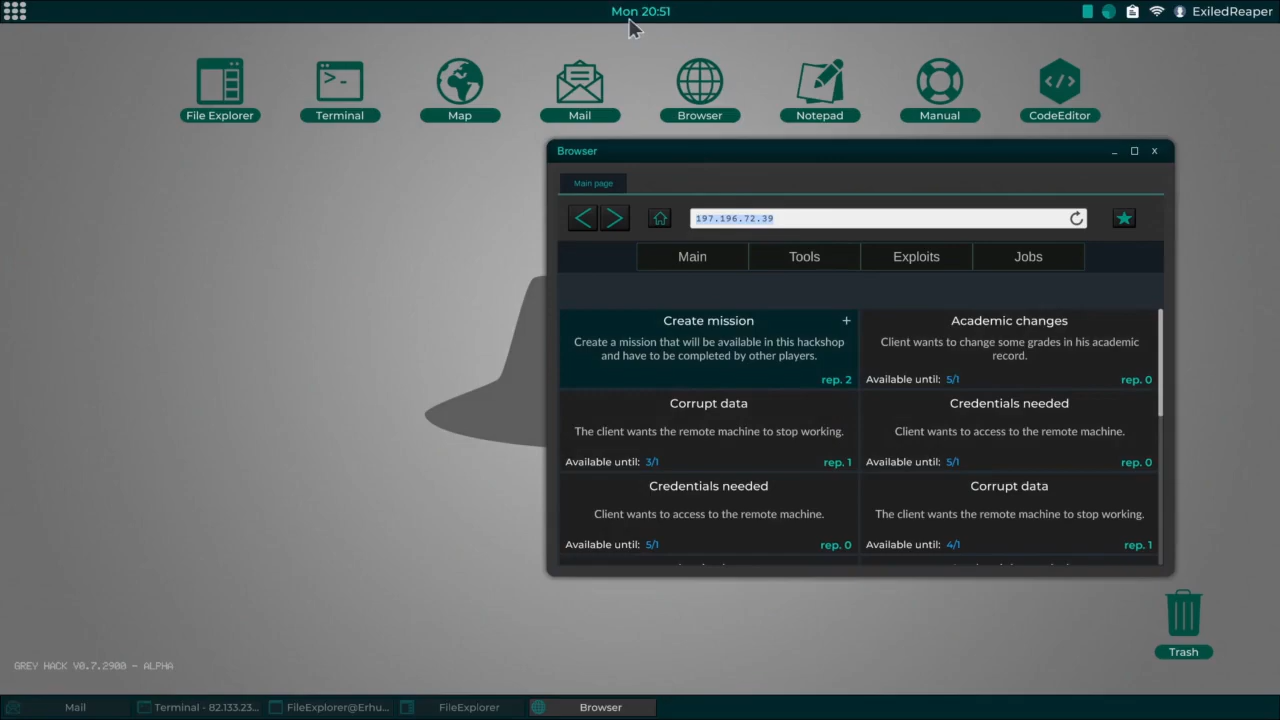 Mon 20:51
ExiledReaper
File Explorer
Terminal
Map
Mail
Browser
Notepad
Manual
CodeEditor
Browser
_ x
Main page
197.196.72.39
Main
Tools
Exploits
Jobs
Create mission +
Create a mission that will be available in this hackshop
and have to be completed by other players.
rep. 2
Academic changes
Client wants to change some grades in his academic
record.
Available until: 5/1 rep. 0
Corrupt data
The client wants the remote machine to stop working.
Available until: 3/1 rep. 1
Credentials needed
Client wants to access to the remote machine.
Available until: 5/1 rep. 0
Credentials needed
Client wants to access to the remote machine.
Available until: 5/1 rep. 0
Corrupt data
The client wants the remote machine to stop working.
Available until: 4/1 rep. 1
Trash
GREY HACK V0.7.2900 - ALPHA
Mail
Terminal - 82.133.23...
FileExplorer@Erhu...
FileExplorer
Browser